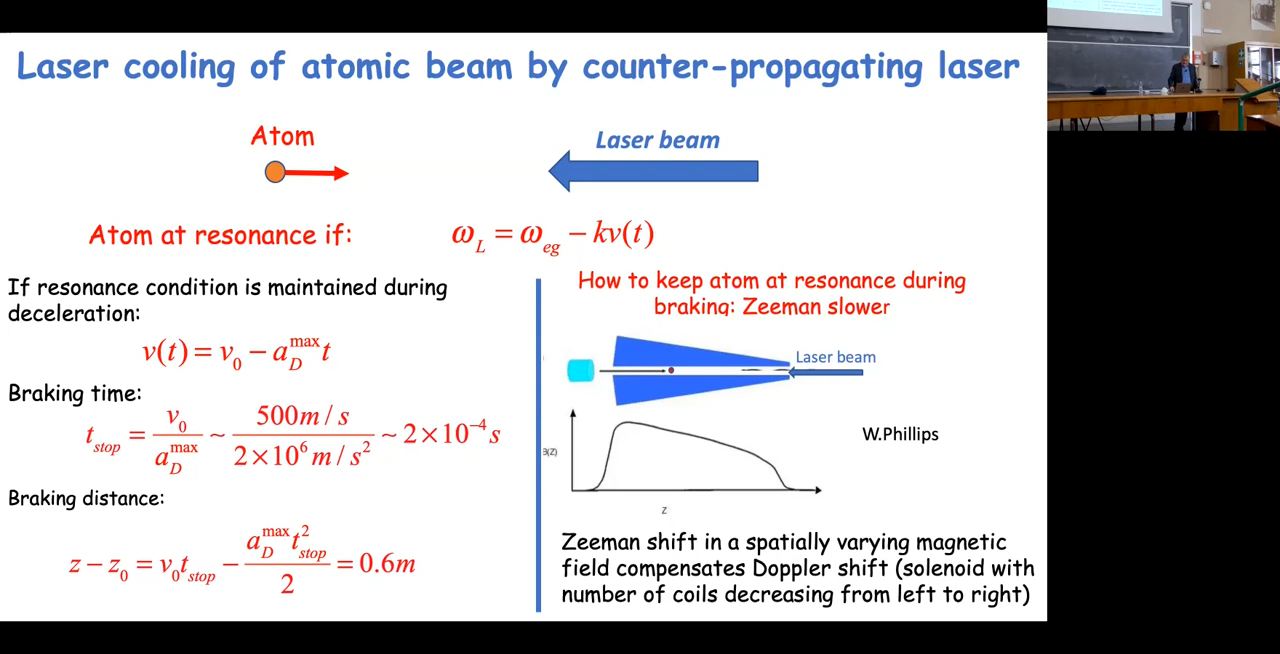 Laser cooling of atomic beam by counter-propagating laser
Atom
Laser beam
Atom at resonance if:
ω_L = ω_eg − kv(t)
If resonance condition is maintained during
deceleration:
v(t) = v_0 − a_D^max t
Braking time:
t_stop = v_0 / a_D^max ~ 500m / s / 2×10^6 m / s^2 ~ 2×10^−4 s
Braking distance:
z − z_0 = v_0 t_stop − a_D^max t_stop^2 / 2 = 0.6m
How to keep atom at resonance during
braking: Zeeman slower
Laser beam
W.Phillips
z
Zeeman shift in a spatially varying magnetic
field compensates Doppler shift (solenoid with
number of coils decreasing from left to right)